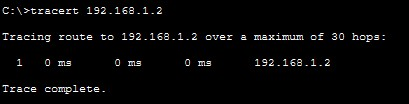 C:\>tracert 192.168.1.2
Tracing route to 192.168.1.2 over a maximum of 30 hops:
1 0 ms 0 ms 0 ms 192.168.1.2
Trace complete.